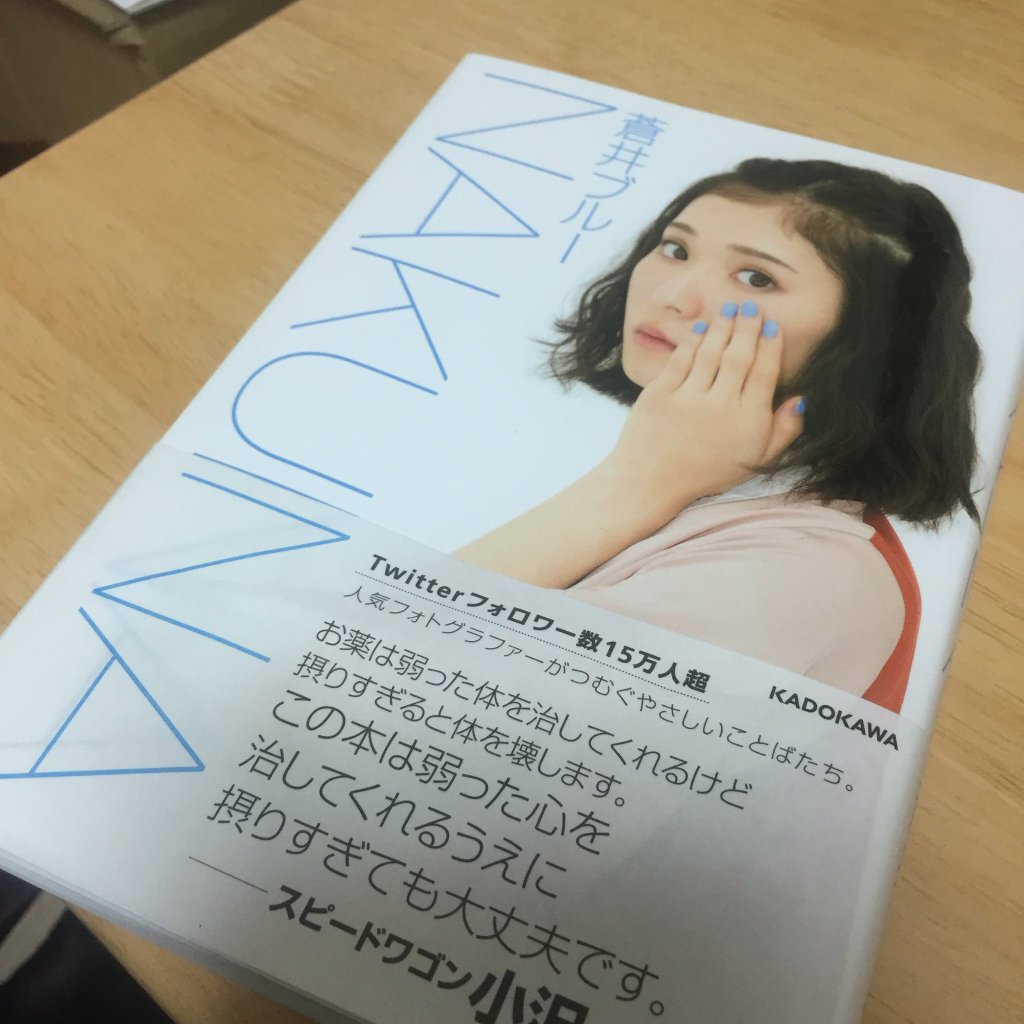 NAKUNA
蒼井ブルー
Twitterフォロワー数15万人超
人気フォトグラファーがつむぐやさしいことばたち。
お薬は弱った体を治してくれるけど
摂りすぎると体を壊します。
この本は弱った心を
治してくれるうえに
摂りすぎても大丈夫です。
──スピードワゴン小沢
KADOKAWA